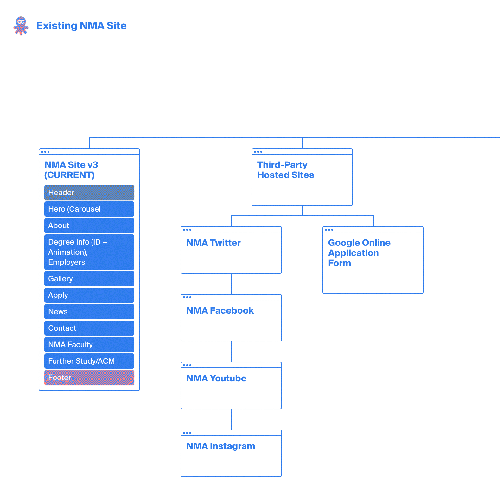 Existing NMA Site
NMA Site v3
(CURRENT)
Header
Hero (Carousel
About
Degree Info (ID –
Animation),
Employers
Gallery
Apply
News
Contact
NMA Faculty
Further Study/ACM
Footer
Third-Party
Hosted Sites
NMA Twitter
NMA Facebook
NMA Youtube
NMA Instagram
Google Online
Application
Form